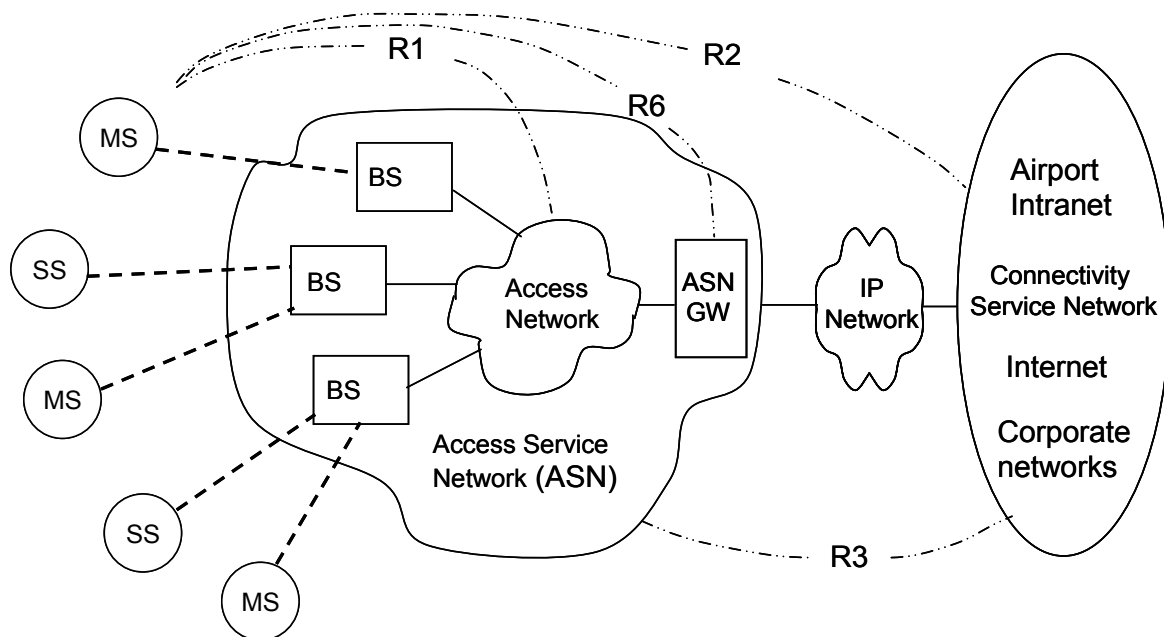 R1
R2
R6
MS
BS
SS
BS
MS
BS
SS
MS
Access
Network
ASN
GW
Access Service
Network (ASN)
IP
Network
R3
Airport
Intranet
Connectivity
Service Network
Internet
Corporate
networks